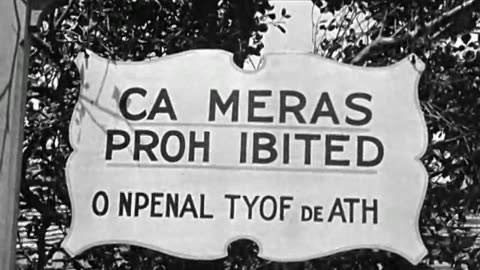 CA MERAS
PROH IBITED
O NPENAL TYOF DE ATH